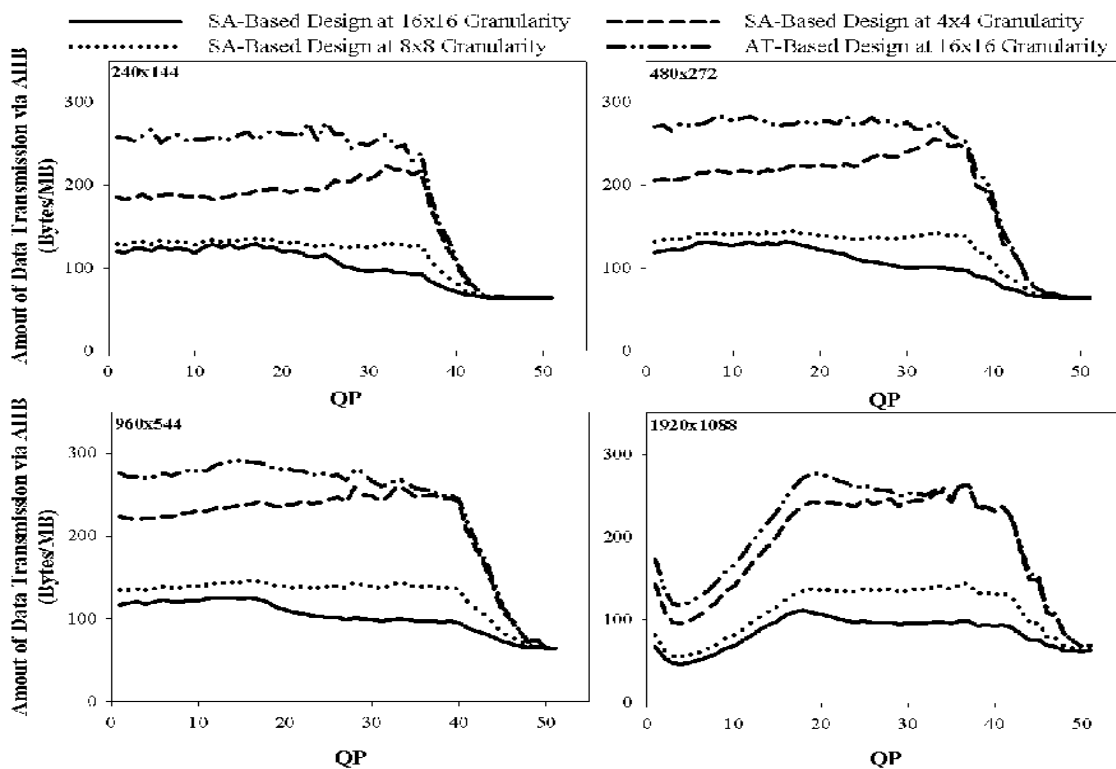 SA-Based Design at 16x16 Granularity
SA-Based Design at 4x4 Granularity
SA-Based Design at 8x8 Granularity
AT-Based Design at 16x16 Granularity
Amout of Data Transmission via AHB
(Bytes/MB)
240x144
300
200
100
0
0 10 20 30 40 50
QP
480x272
300
200
100
0
0 10 20 30 40 50
QP
Amout of Data Transmission via AHB
(Bytes/MB)
960x544
300
200
100
0
0 10 20 30 40 50
QP
1920x1088
300
200
100
0
0 10 20 30 40 50
QP